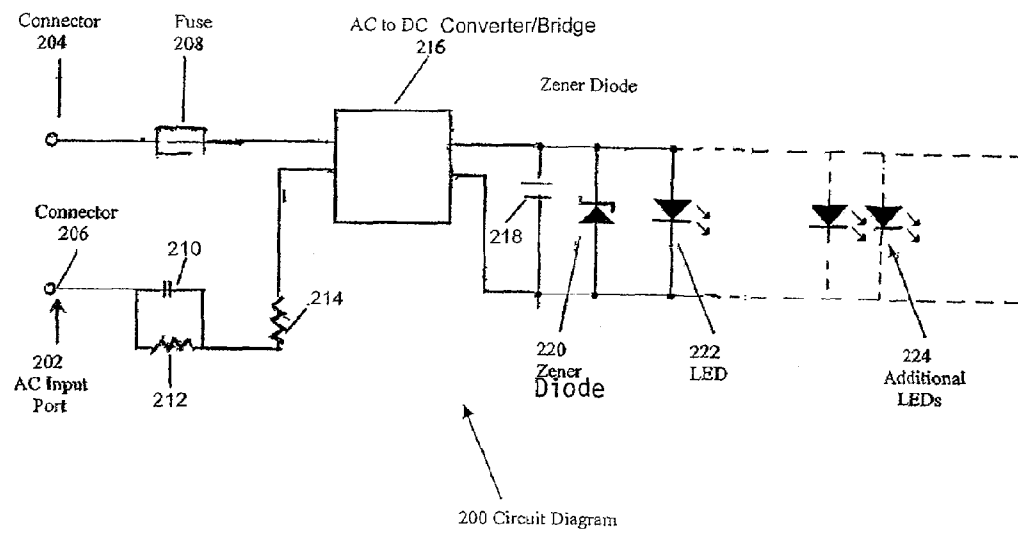 Connector
204
Fuse
208
AC to DC Converter/Bridge
216
Zener Diode
Connector
206
210
218
214
202
AC Input
Port
212
220
Zener
Diode
222
LED
224
Additional
LEDs
200 Circuit Diagram